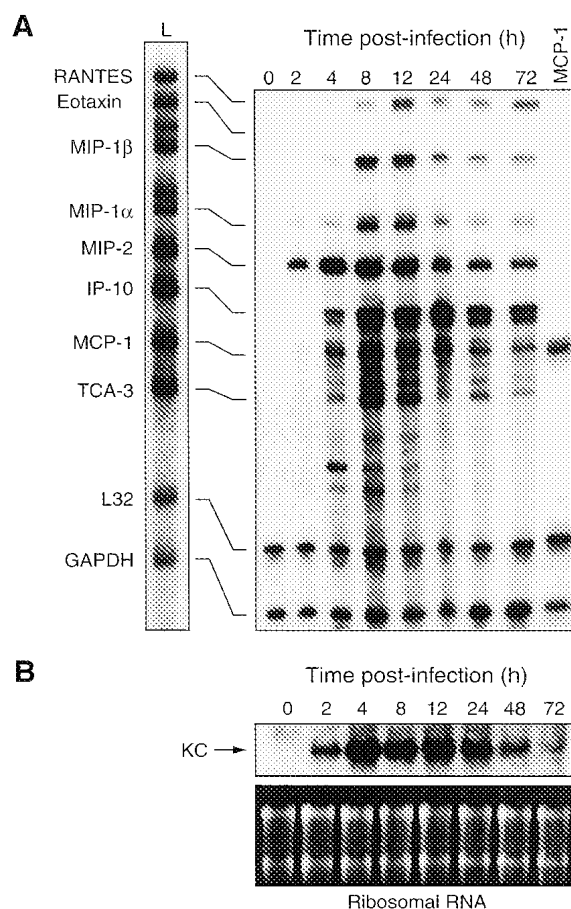 A
L
Time post-infection (h)
MCP-1
0 2 4 8 12 24 48 72
RANTES
Eotaxin
MIP-1β
MIP-1α
MIP-2
IP-10
MCP-1
TCA-3
L32
GAPDH
B
Time post-infection (h)
0 2 4 8 12 24 48 72
KC
Ribosomal RNA